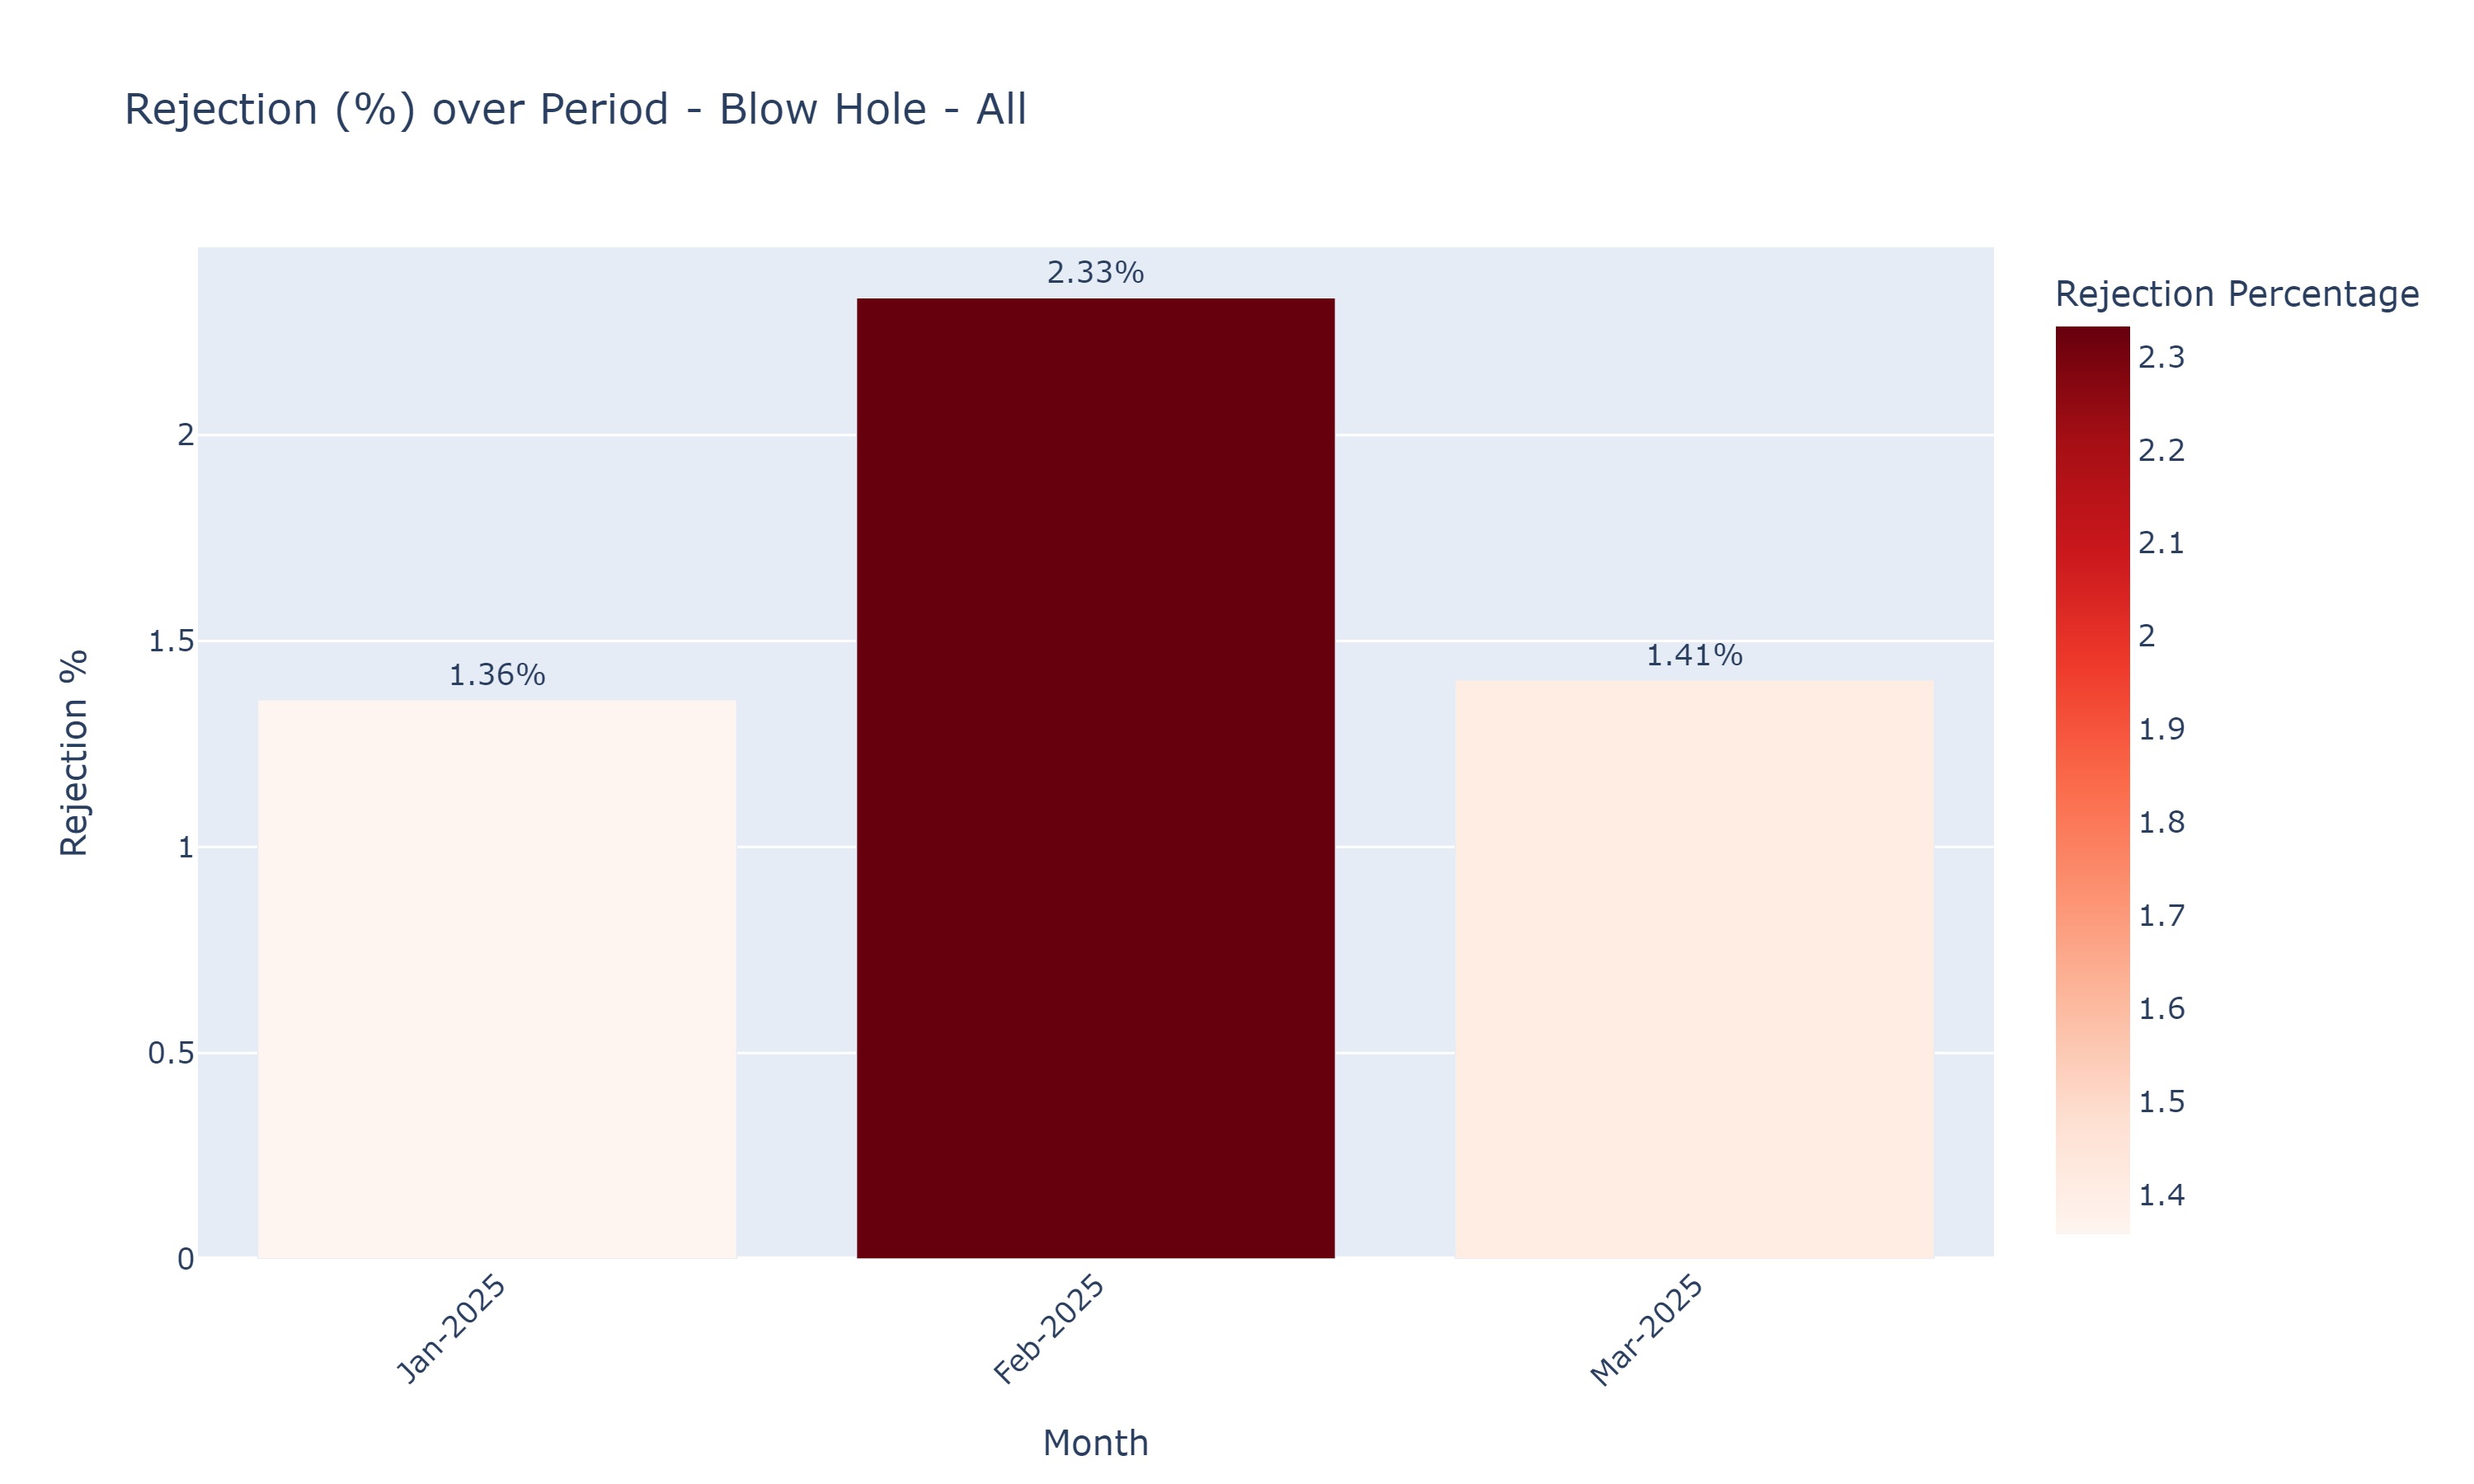 Rejection (%) over Period - Blow Hole - All
2.33%
1.36%
1.41%
Rejection %
2
1.5
1
0.5
0
Jan-2025
Feb-2025
Mar-2025
Month
Rejection Percentage
2.3
2.2
2.1
2
1.9
1.8
1.7
1.6
1.5
1.4